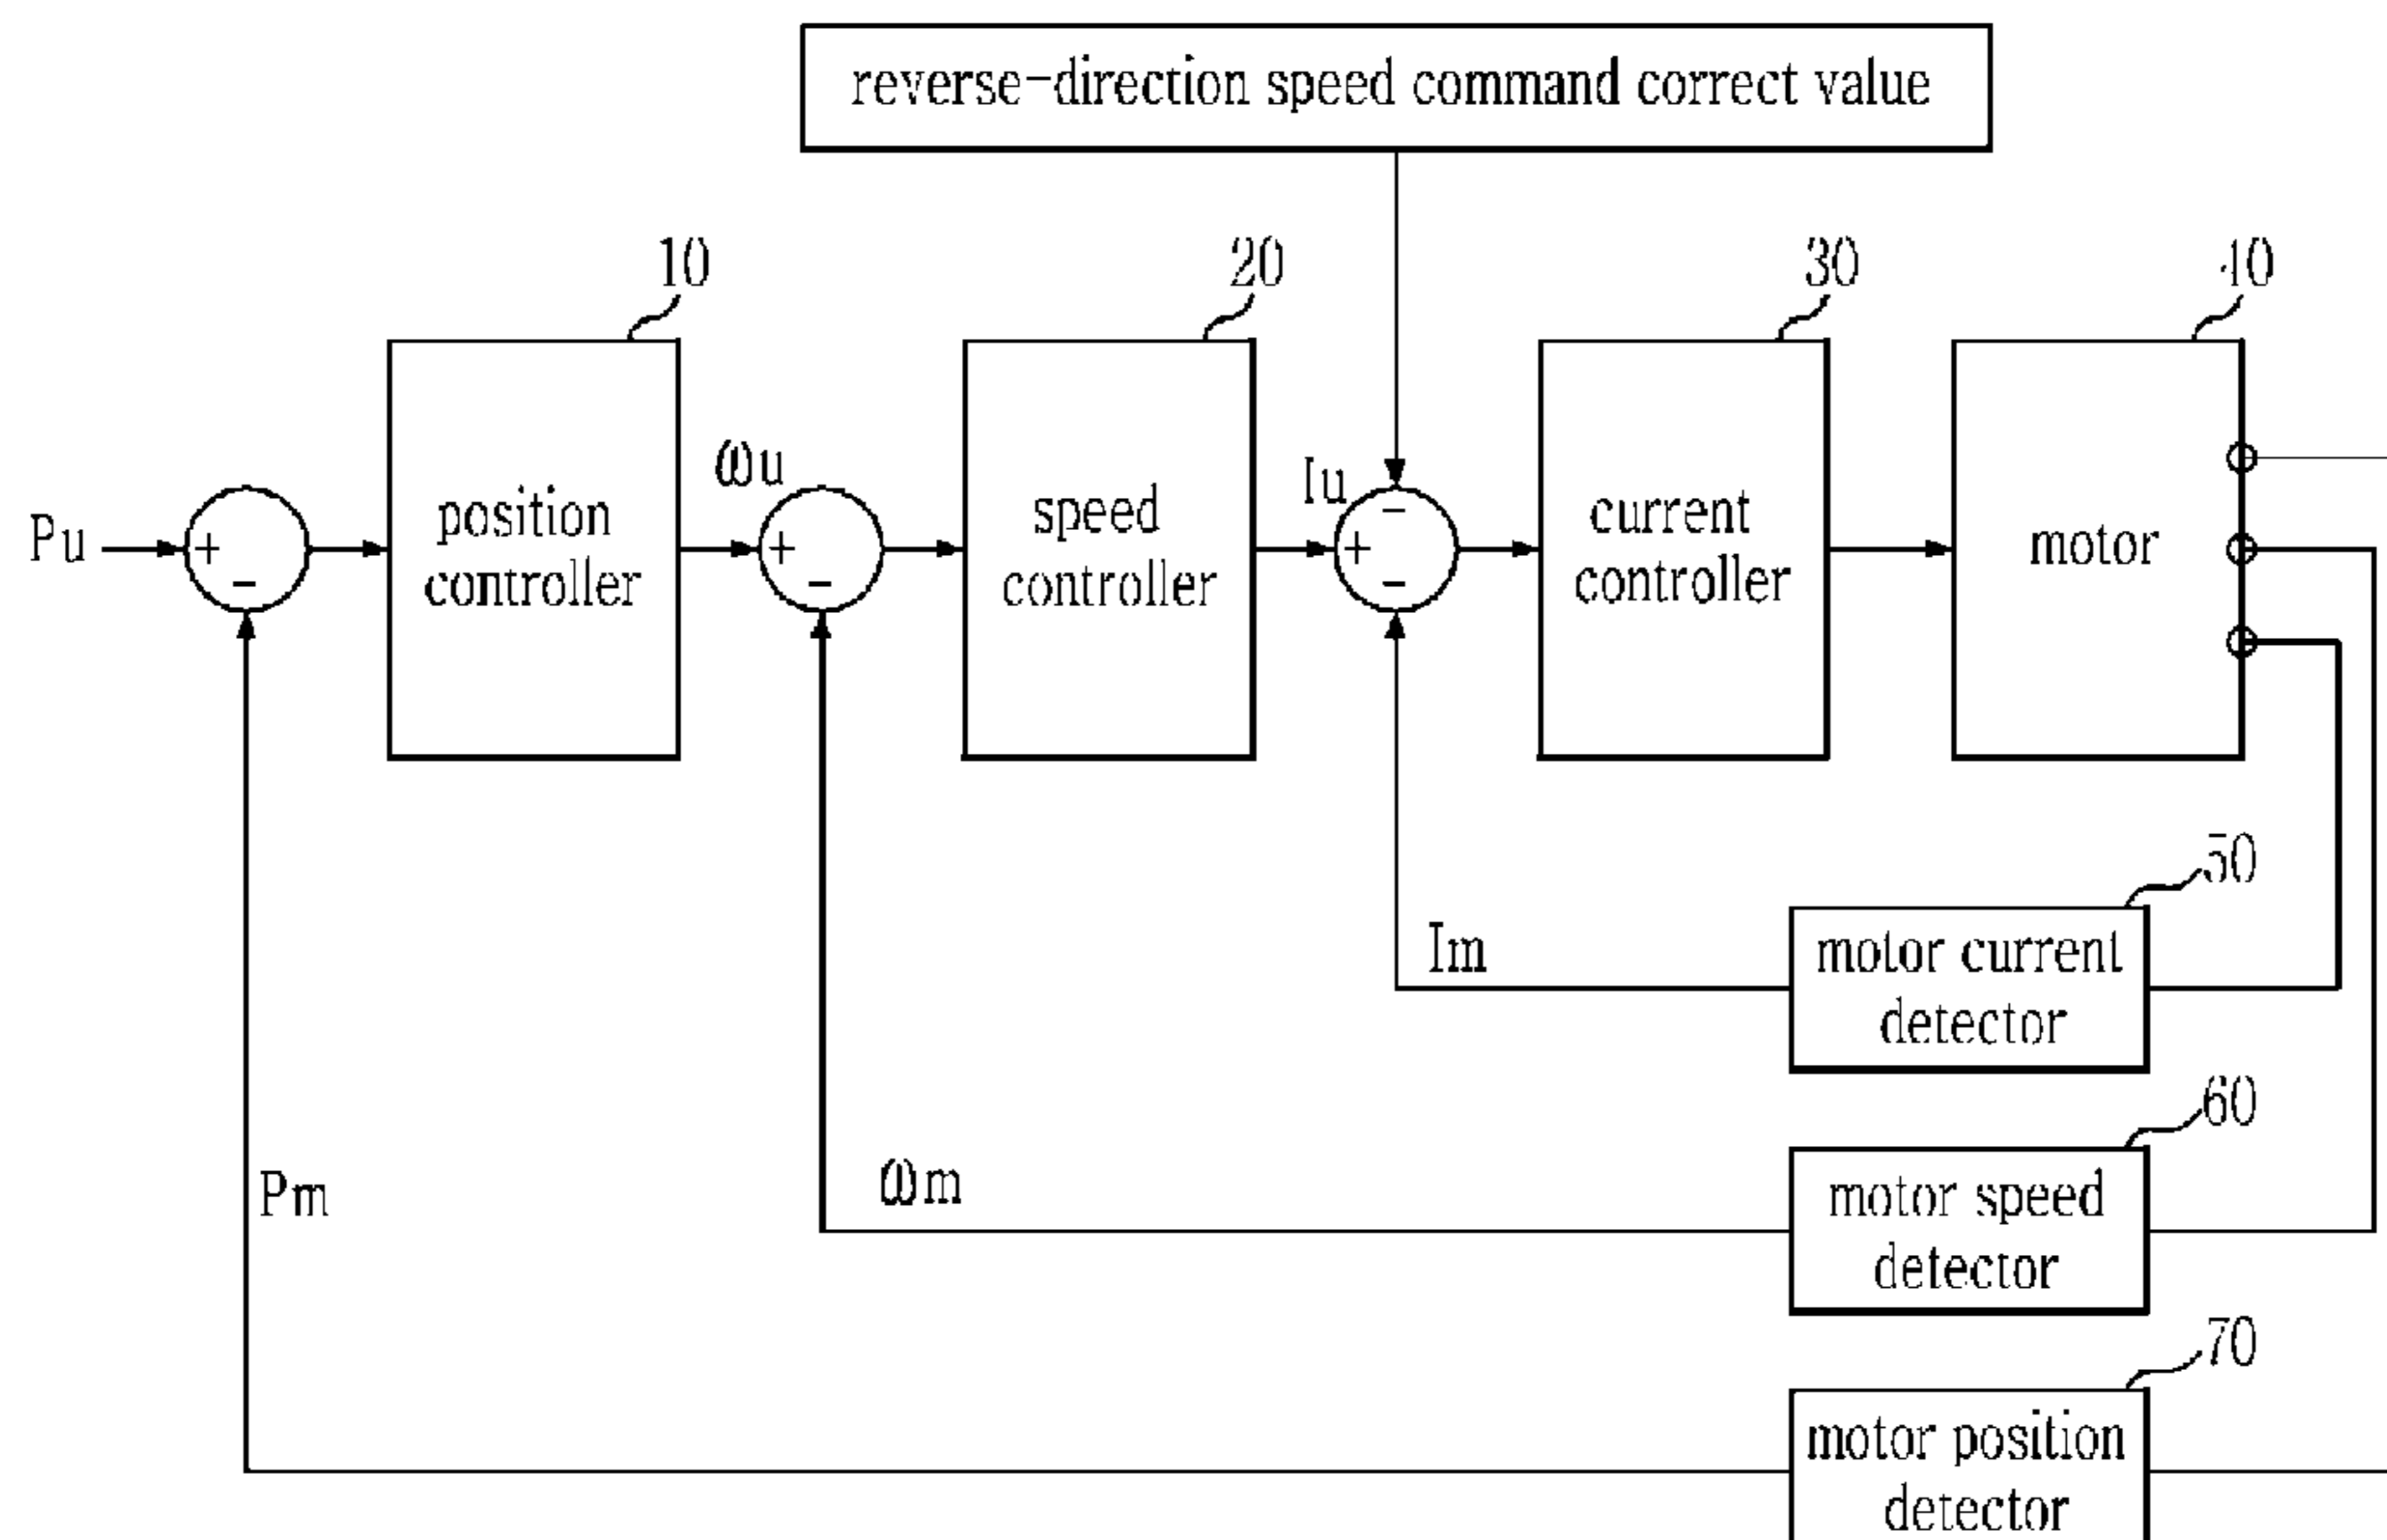 reverse-direction speed command correct value
10
20
30
40
Pu
+
-
position
controller
ωu
+
-
speed
controller
Iu
-
+
-
current
controller
motor
50
Im
motor current
detector
60
Pm
ωm
motor speed
detector
70
motor position
detector